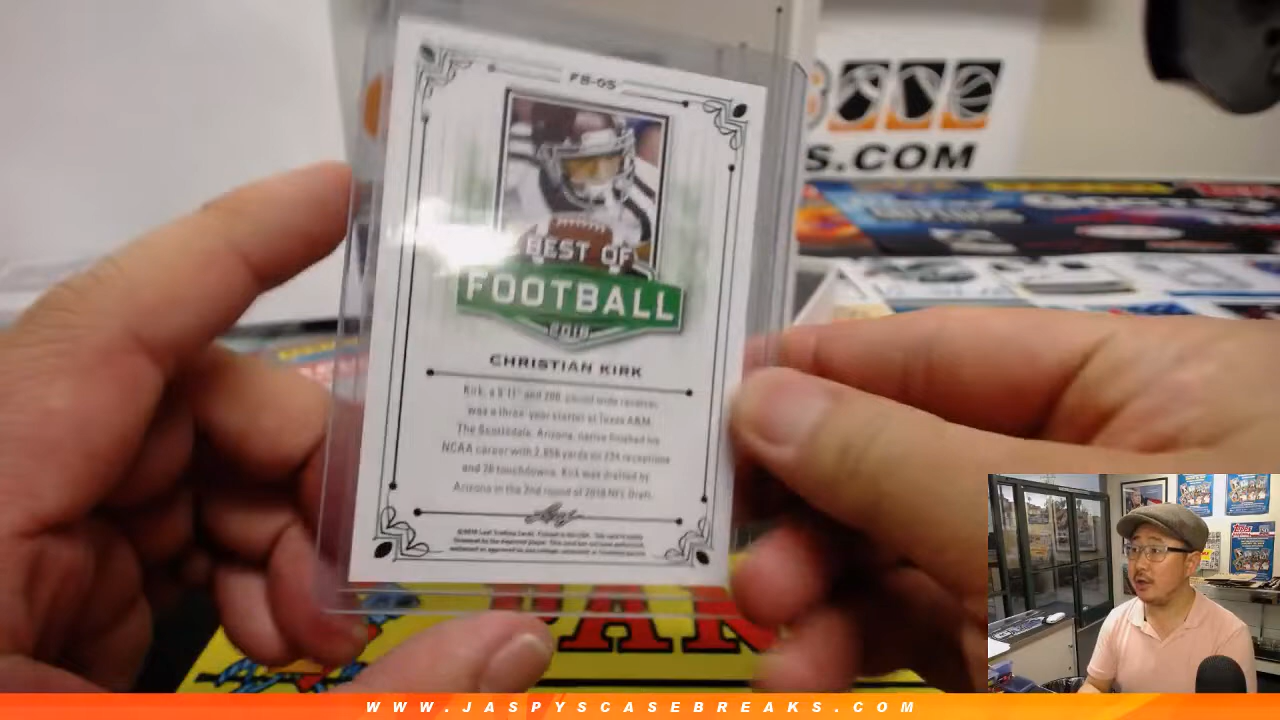 FB-05
BEST OF
FOOTBALL
2018
CHRISTIAN KIRK
Kirk, a 5'11" and 200 pound wide receiver,
was a three-year starter at Texas A&M.
The Scottsdale, Arizona, native finished his
NCAA career with 2,856 yards on 234 receptions
and 26 touchdowns. Kirk was drafted by
Arizona in the 2nd round of 2018 NFL Draft.
Leaf
S.COM
Topps
DAN
WWW.JASPYSCASEBREAKS.COM